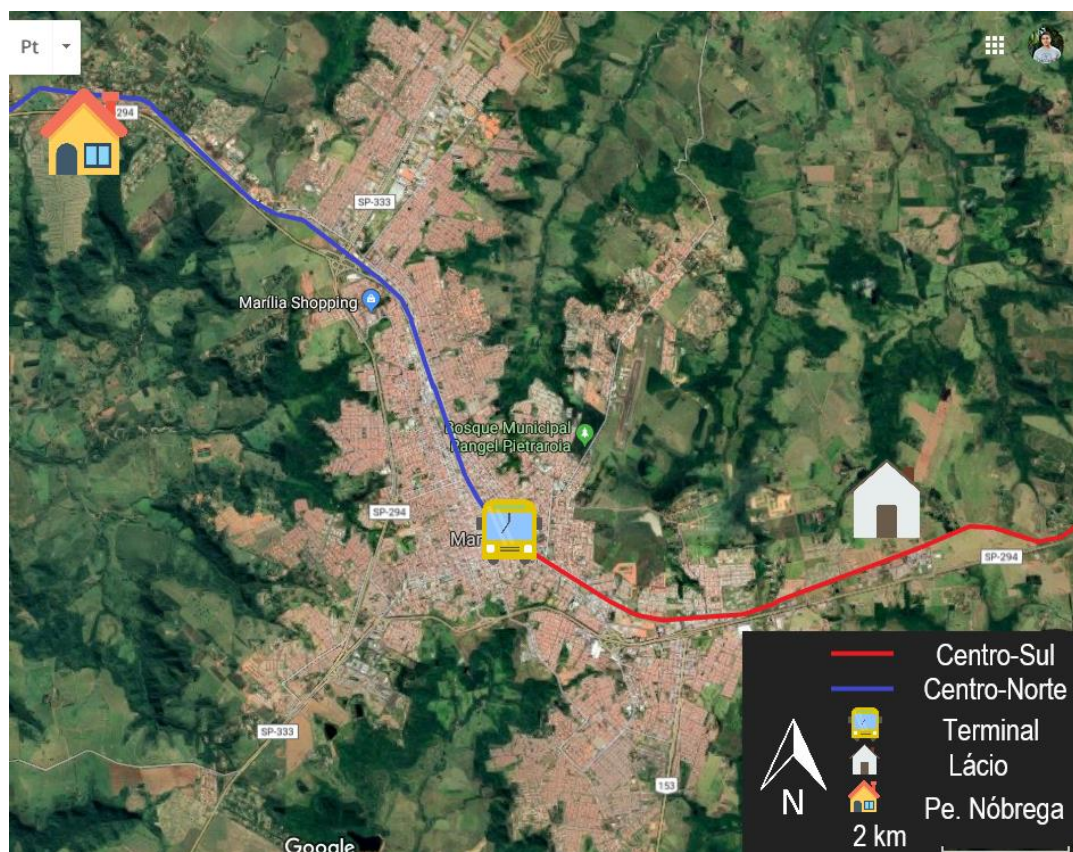 Pt
294
SP-333
Marília Shopping
Bosque Municipal
Rangel Pietraroia
SP-294
Mar
SP-294
SP-333
153
Google
Centro-Sul
Centro-Norte
Terminal
Lácio
Pe. Nóbrega
N
2 km